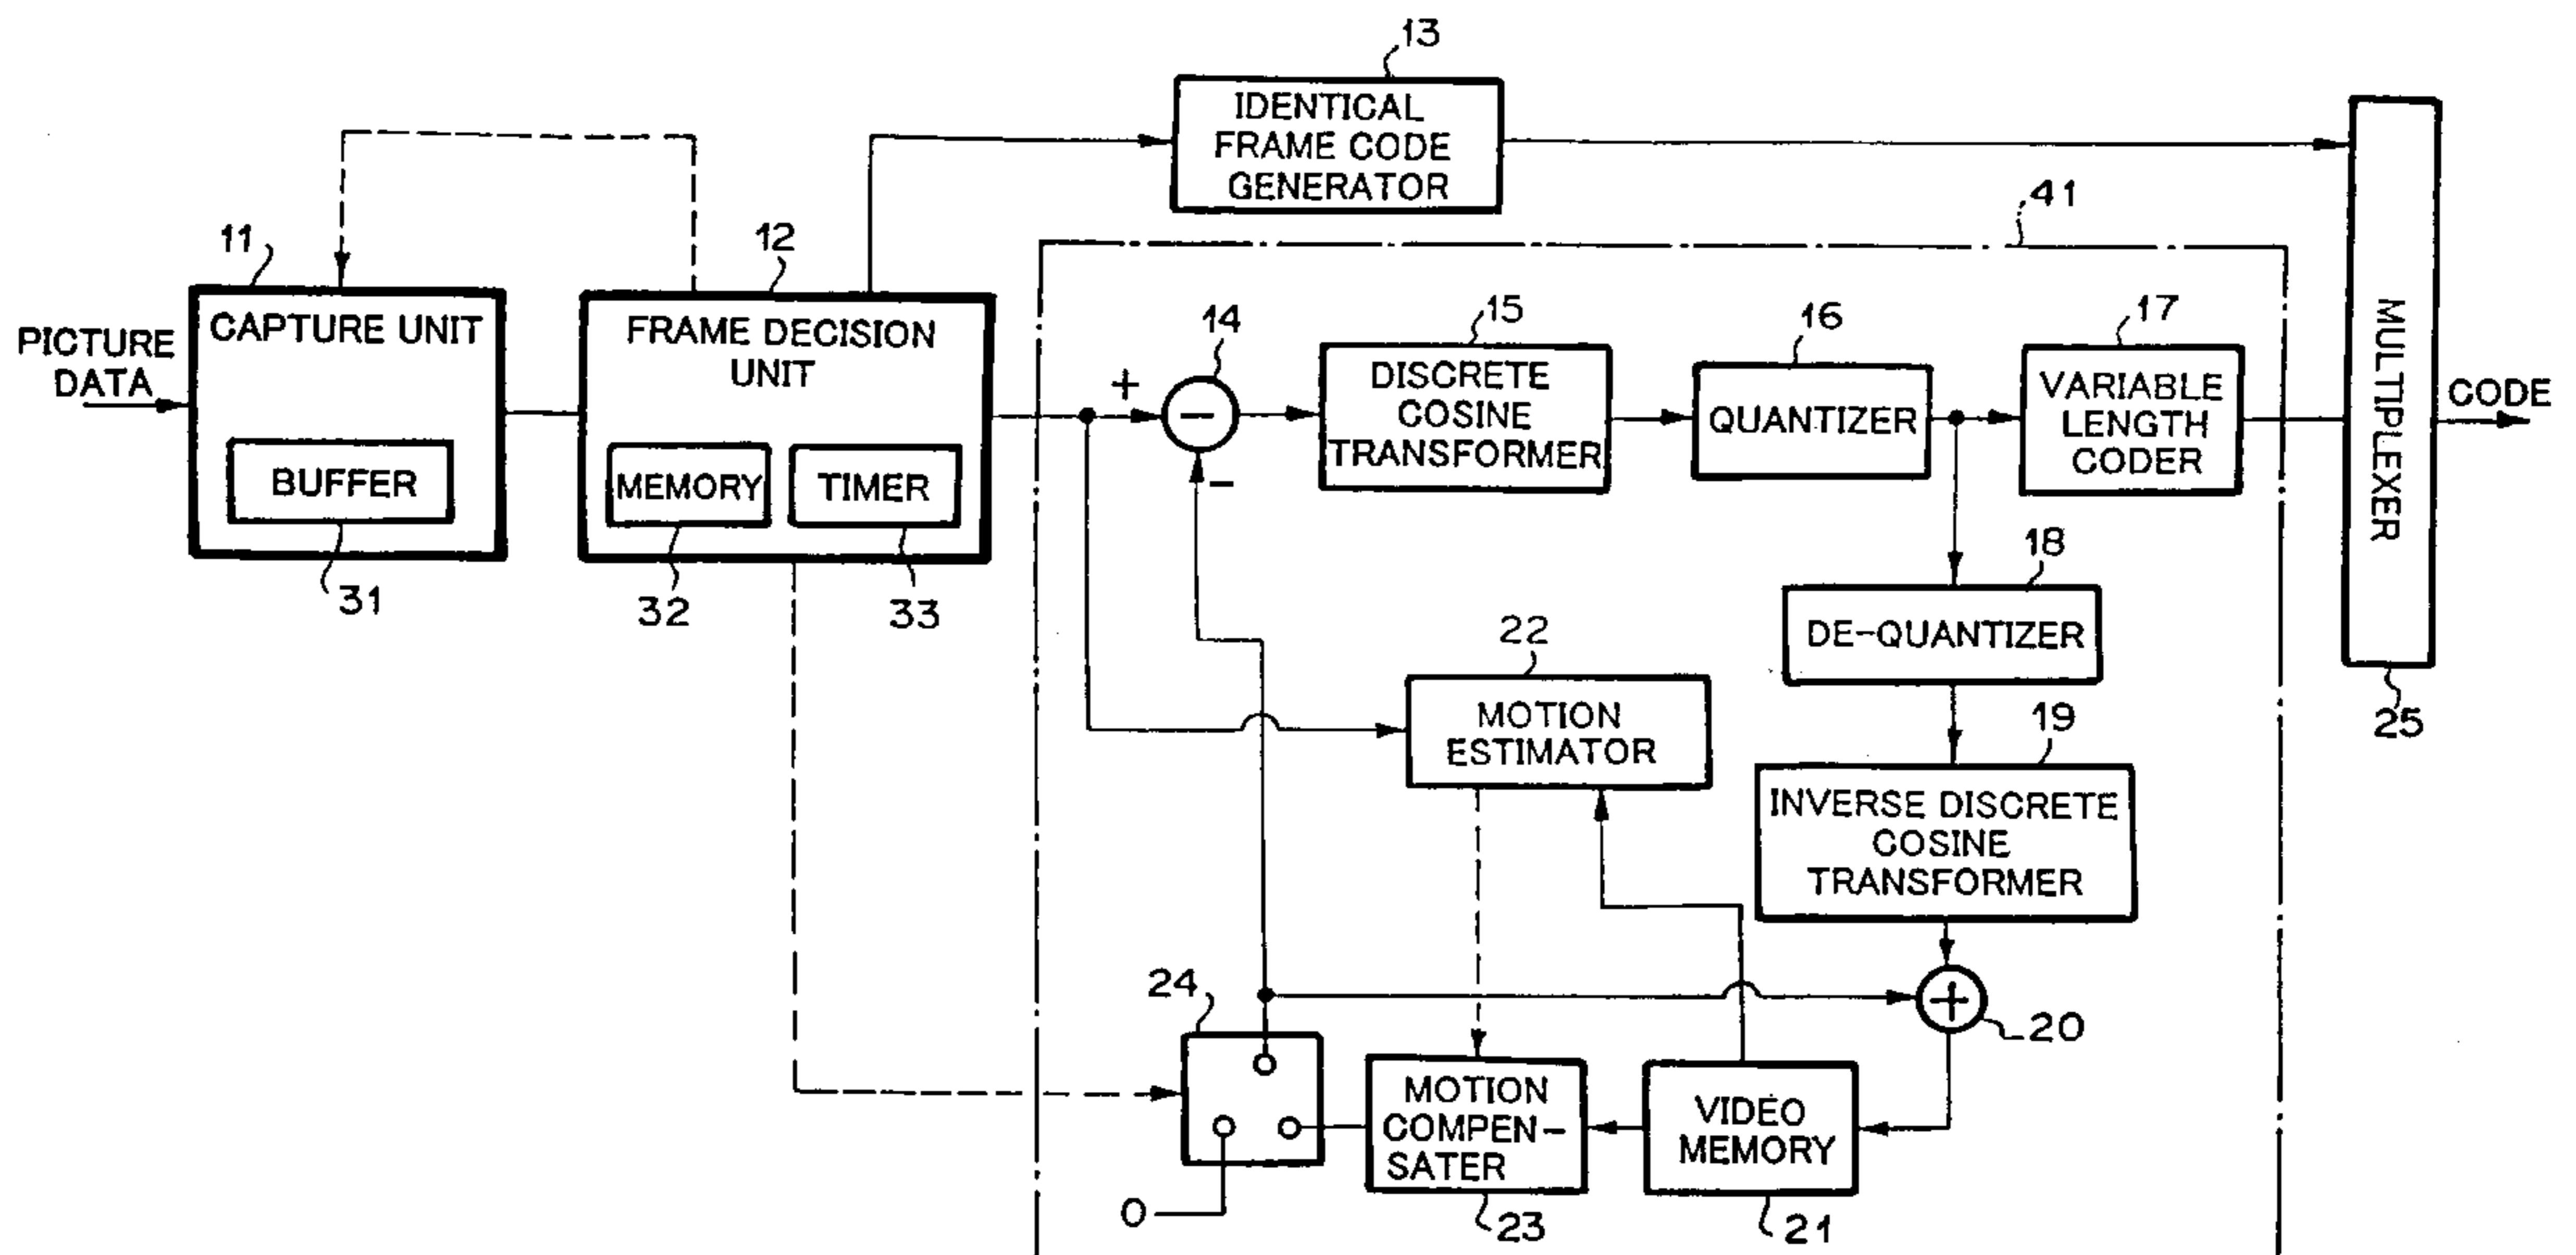 13
IDENTICAL
FRAME CODE
GENERATOR
41
11
12
PICTURE
DATA
CAPTURE UNIT
BUFFER
31
FRAME DECISION
UNIT
MEMORY
TIMER
32
33
+
14
−
−
15
DISCRETE
COSINE
TRANSFORMER
16
QUANTIZER
17
VARIABLE
LENGTH
CODER
MULTIPLEXER
CODE
25
18
DE-QUANTIZER
22
MOTION
ESTIMATOR
19
INVERSE DISCRETE
COSINE
TRANSFORMER
+
20
24
0
MOTION
COMPEN-
SATER
23
VIDEO
MEMORY
21